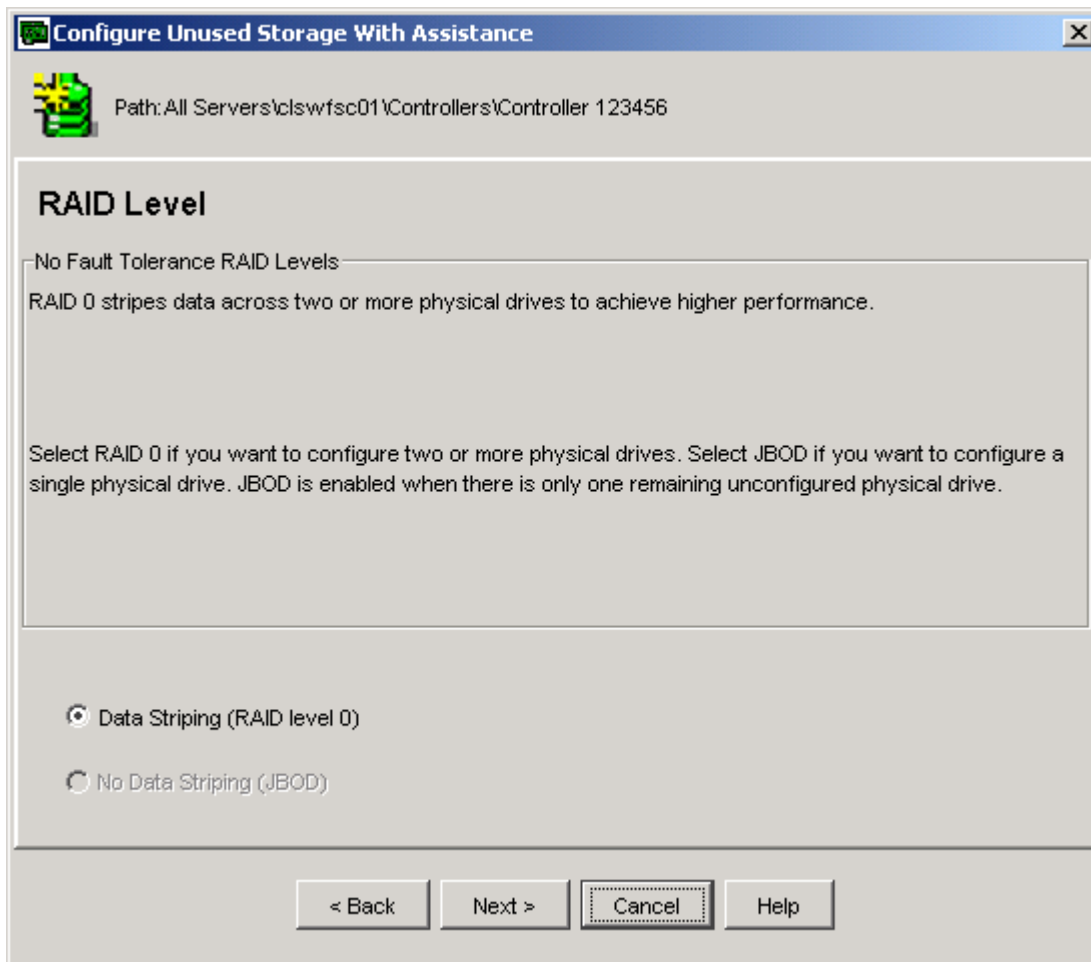 Configure Unused Storage With Assistance
Path:All Servers\clswfsc01\Controllers\Controller 123456
RAID Level
No Fault Tolerance RAID Levels
RAID 0 stripes data across two or more physical drives to achieve higher performance.
Select RAID 0 if you want to configure two or more physical drives. Select JBOD if you want to configure a
single physical drive. JBOD is enabled when there is only one remaining unconfigured physical drive.
Data Striping (RAID level 0)
No Data Striping (JBOD)
< Back
Next >
Cancel
Help